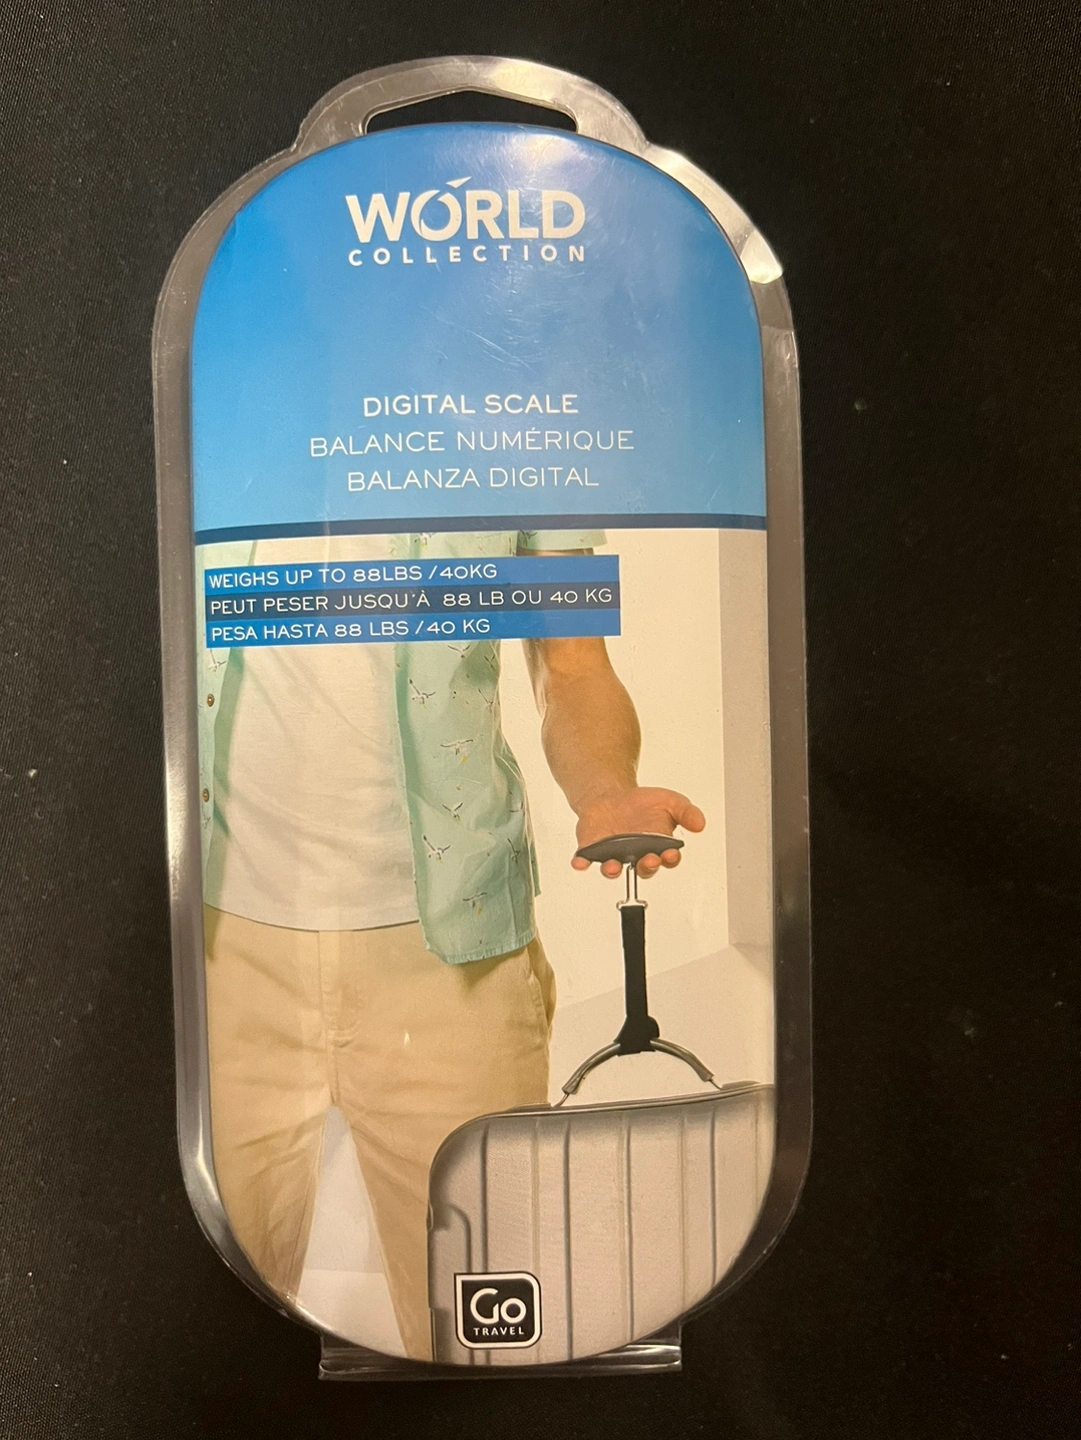 WORLD
COLLECTION
DIGITAL SCALE
BALANCE NUMÉRIQUE
BALANZA DIGITAL
WEIGHS UP TO 88LBS /40KG
PEUT PESER JUSQU'À 88 LB OU 40 KG
PESA HASTA 88 LBS /40 KG
Go
TRAVEL